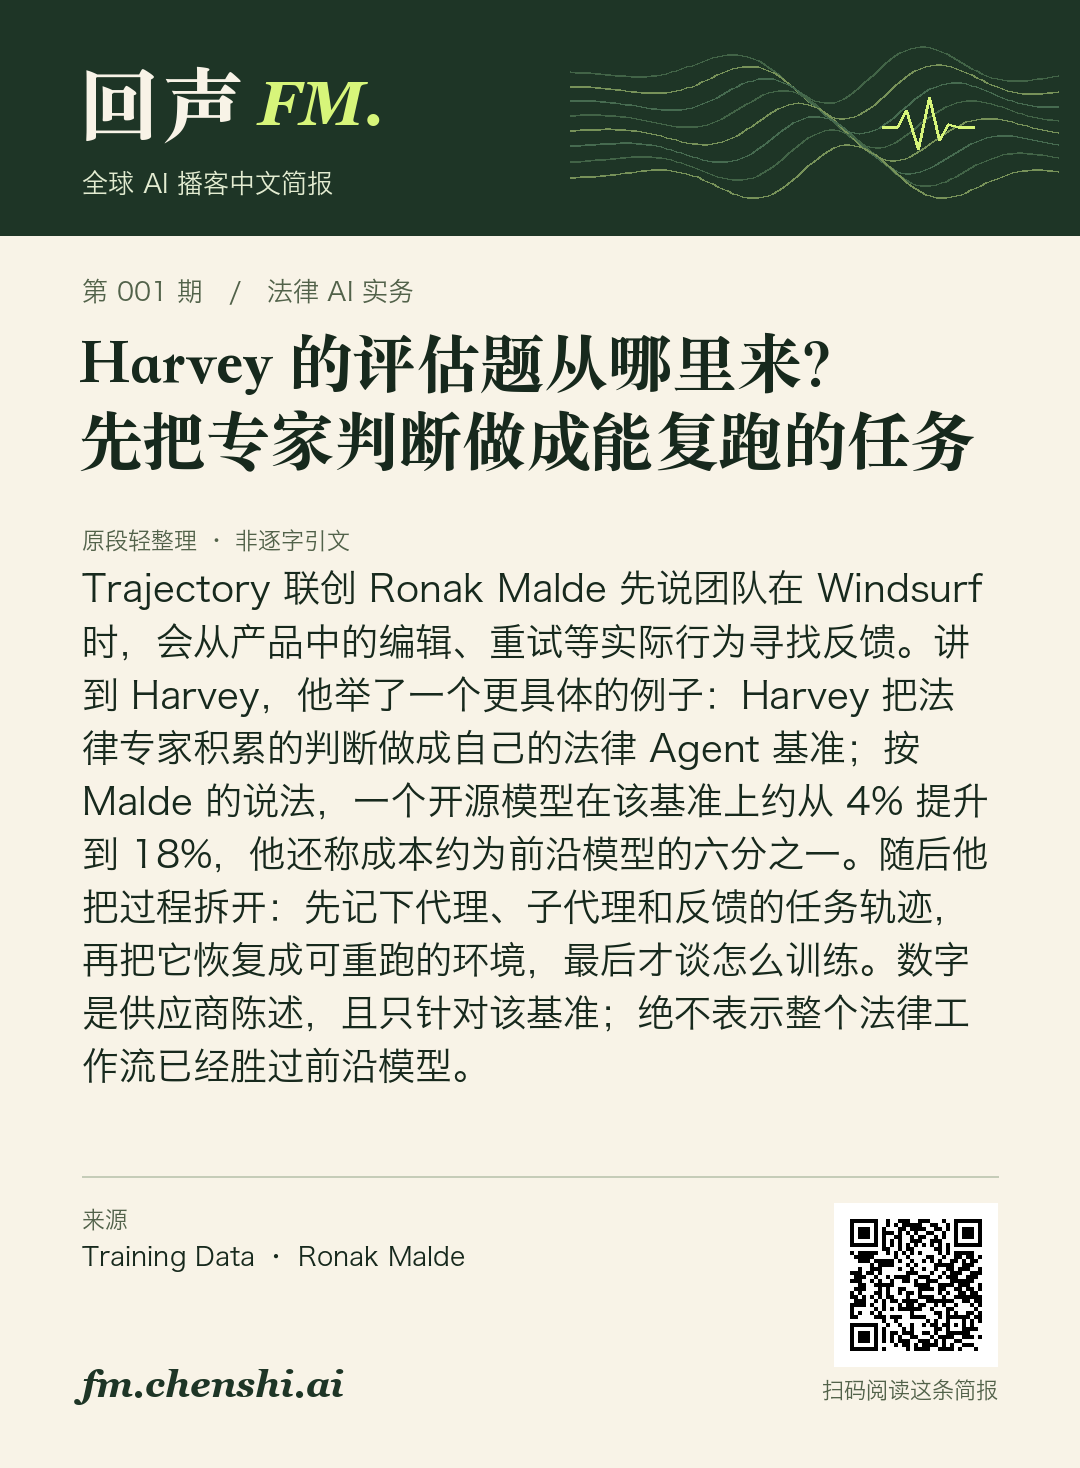 回声 FM.
全球 AI 播客中文简报
第 001 期 / 法律 AI 实务
Harvey 的评估题从哪里来?
先把专家判断做成能复跑的任务
原段轻整理 · 非逐字引文
Trajectory 联创 Ronak Malde 先说团队在 Windsurf
时，会从产品中的编辑、重试等实际行为寻找反馈。讲
到 Harvey，他举了一个更具体的例子：Harvey 把法
律专家积累的判断做成自己的法律 Agent 基准；按
Malde 的说法，一个开源模型在该基准上约从 4% 提升
到 18%，他还称成本约为前沿模型的六分之一。随后他
把过程拆开：先记下代理、子代理和反馈的任务轨迹，
再把它恢复成可重跑的环境，最后才谈怎么训练。数字
是供应商陈述，且只针对该基准；绝不表示整个法律工
作流已经胜过前沿模型。
来源
Training Data · Ronak Malde
fm.chenshi.ai
扫码阅读这条简报